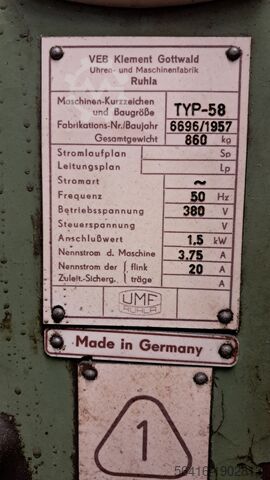 VEB Klement Gottwald
Uhren- und Maschinenfabrik
Ruhla
Maschinen-Kurzzeichen
und Baugröße TYP-58
Fabrikations-Nr./Baujahr 6696/1957
Gesamtgewicht 860 kg
Stromlaufplan Sp
Leitungsplan Lp
Stromart ~
Frequenz 50 Hz
Betriebsspannung 380 V
Steuerspannung V
Anschlußwert 1.5 kW
Nennstrom d. Maschine 3.75 A
Nennstrom der flink 20 A
Zuleit.-Sicherg. träge A
UMF
RUHLA
Made in Germany
1